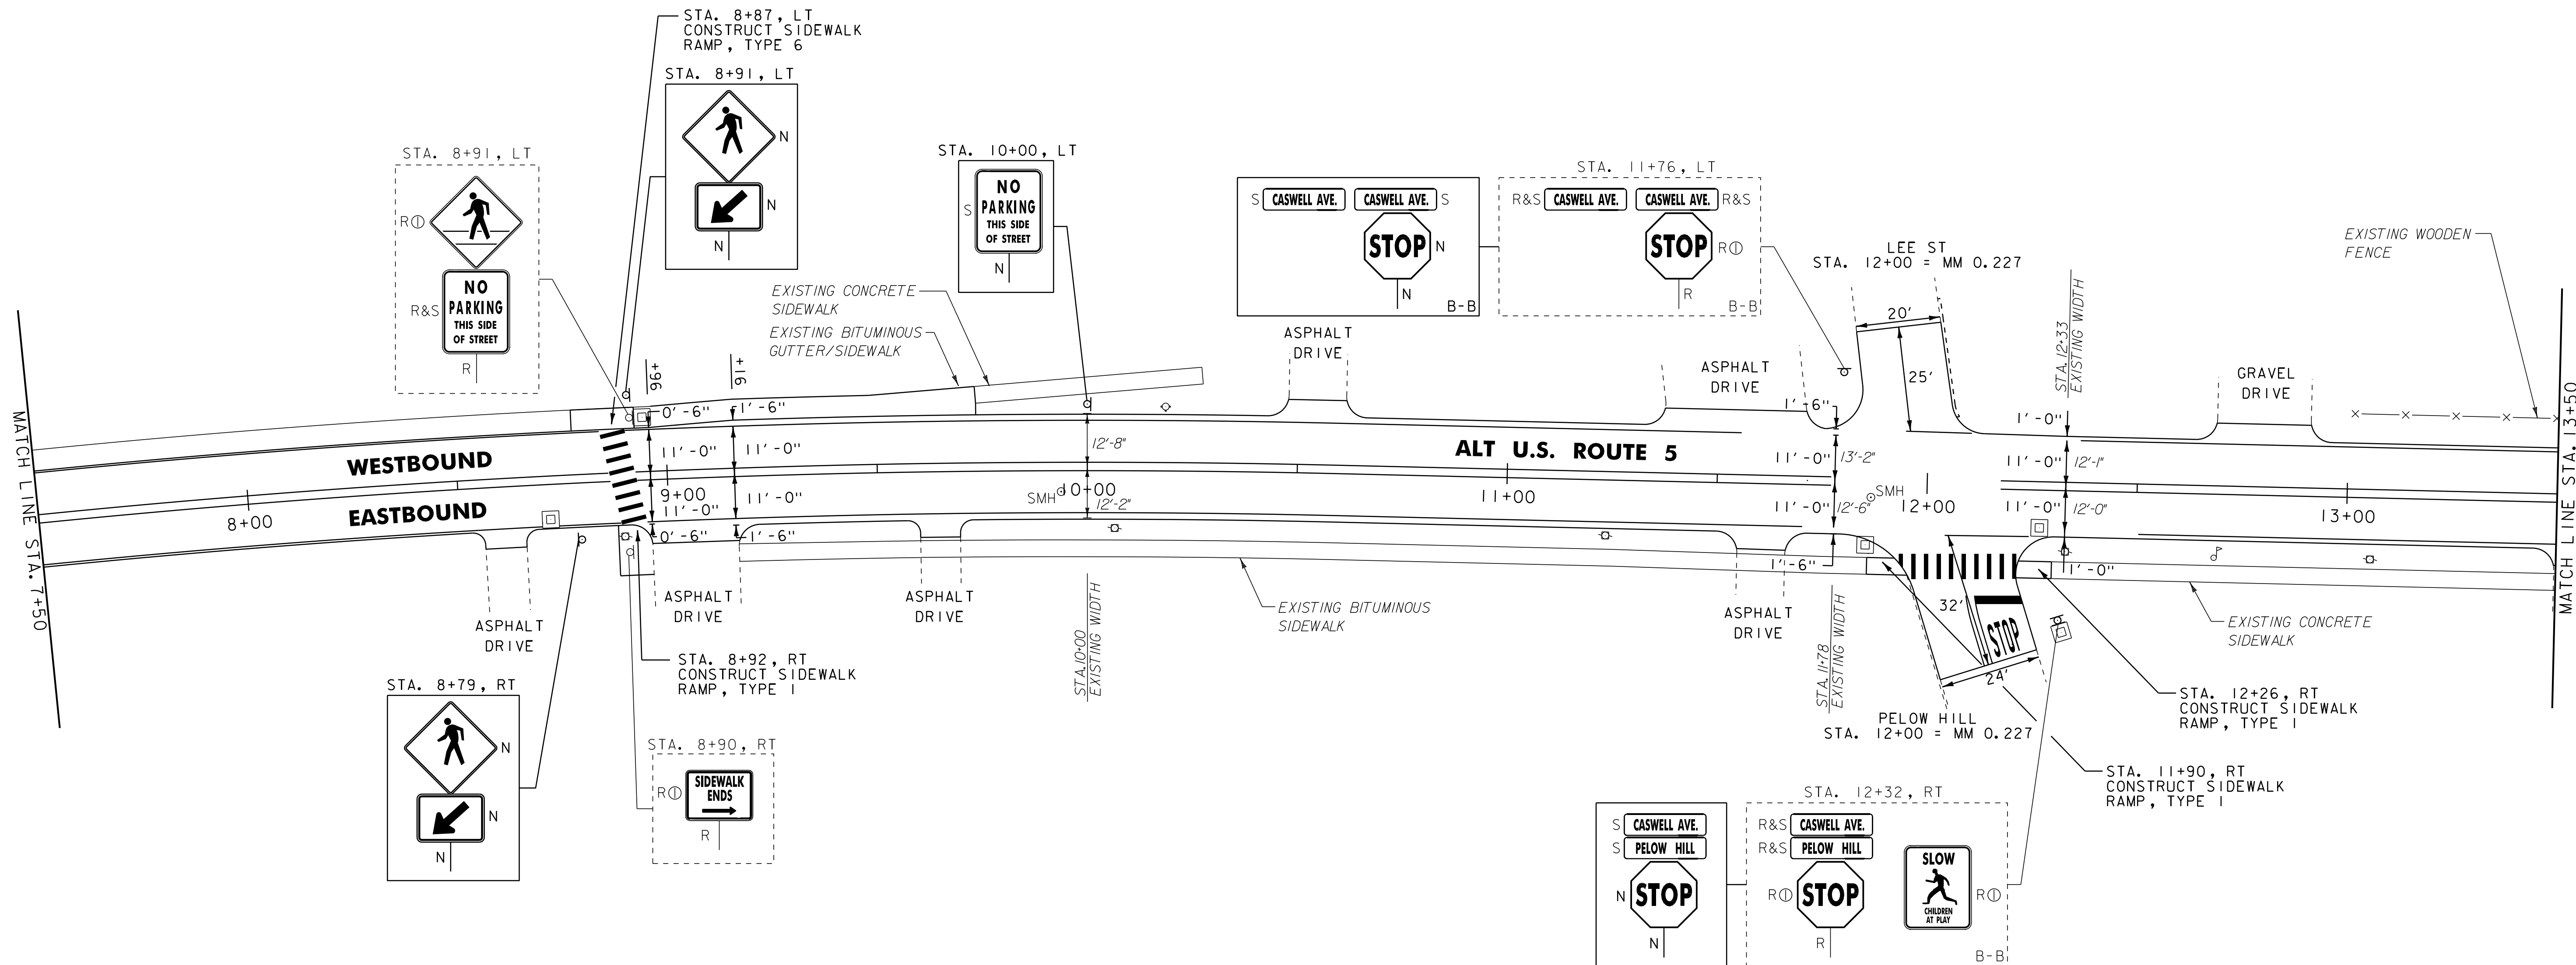 STA. 8+87, LT
CONSTRUCT SIDEWALK
RAMP, TYPE 6
STA. 8+91, LT
N
N
N
STA. 8+91, LT
R①
R&S
NO
PARKING
THIS SIDE
OF STREET
R
STA. 10+00, LT
S
NO
PARKING
THIS SIDE
OF STREET
N
S CASWELL AVE. CASWELL AVE. S
STOP N
N
B-B
STA. 11+76, LT
R&S CASWELL AVE. CASWELL AVE. R&S
STOP R①
R
B-B
LEE ST
STA. 12+00 = MM 0.227
20'
25'
EXISTING WOODEN
FENCE
EXISTING CONCRETE
SIDEWALK
EXISTING BITUMINOUS
GUTTER/SIDEWALK
ASPHALT
DRIVE
ASPHALT
DRIVE
STA. 12+33
EXISTING WIDTH
GRAVEL
DRIVE
MATCH LINE STA. 7+50
MATCH LINE STA. 13+50
+96
+16
0'-6"
1'-6"
11'-0"
11'-0"
12'-8"
WESTBOUND
ALT U.S. ROUTE 5
1'-6"
11'-0"
13'-2"
1'-0"
11'-0"
12'-1"
EASTBOUND
8+00
9+00
11'-0"
11'-0"
SMH
10+00
12'-2"
11+00
11'-0"
12'-6"
SMH
12+00
11'-0"
12'-0"
13+00
0'-6"
1'-6"
1'-6"
1'-0"
ASPHALT
DRIVE
ASPHALT
DRIVE
ASPHALT
DRIVE
STA. 10+00
EXISTING WIDTH
EXISTING BITUMINOUS
SIDEWALK
ASPHALT
DRIVE
STA. 11+78
EXISTING WIDTH
32'
STOP
24'
EXISTING CONCRETE
SIDEWALK
STA. 8+92, RT
CONSTRUCT SIDEWALK
RAMP, TYPE 1
STA. 8+79, RT
N
N
N
STA. 8+90, RT
R①
SIDEWALK
ENDS
R
PELOW HILL
STA. 12+00 = MM 0.227
STA. 12+26, RT
CONSTRUCT SIDEWALK
RAMP, TYPE 1
STA. 11+90, RT
CONSTRUCT SIDEWALK
RAMP, TYPE 1
S CASWELL AVE.
S PELOW HILL
N STOP
N
STA. 12+32, RT
R&S CASWELL AVE.
R&S PELOW HILL
R① STOP
R
SLOW
CHILDREN
AT PLAY
R①
B-B